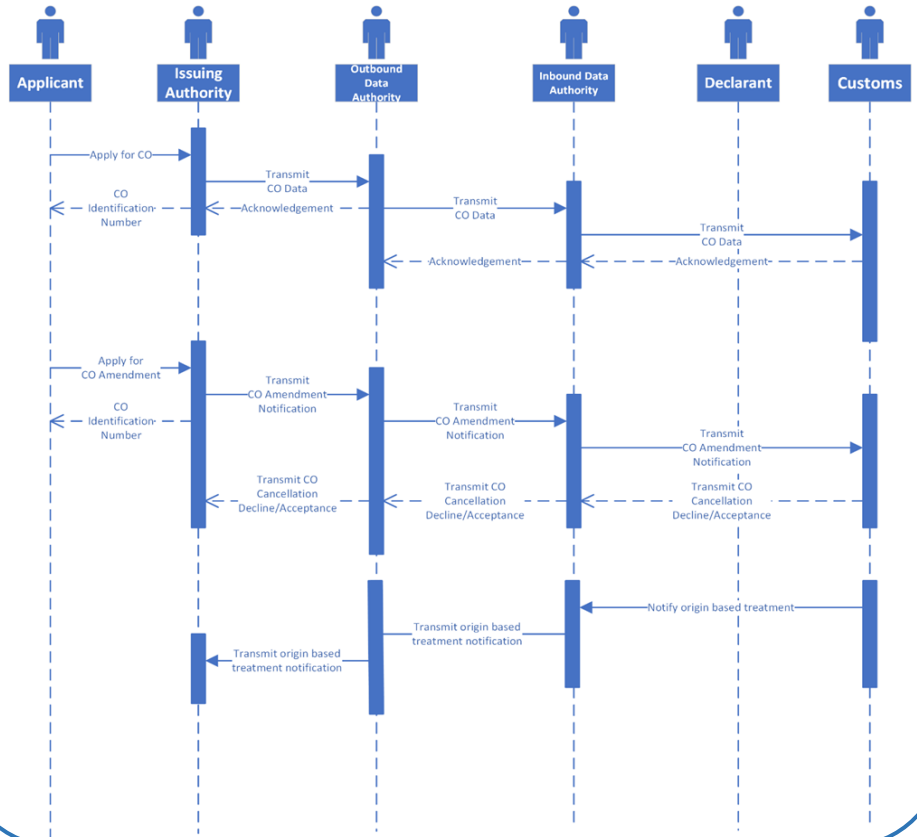 Applicant
Issuing
Authority
Outbound
Data
Authority
Inbound Data
Authority
Declarant
Customs
Apply for CO
Transmit
CO Data
CO
Identification
Number
Acknowledgement
Transmit
CO Data
Transmit
CO Data
Acknowledgement
Acknowledgement
Apply for
CO Amendment
Transmit
CO Amendment
Notification
CO
Identification
Number
Transmit
CO Amendment
Notification
Transmit
CO Amendment
Notification
Transmit CO
Cancellation
Decline/Acceptance
Transmit CO
Cancellation
Decline/Acceptance
Transmit CO
Cancellation
Decline/Acceptance
Notify origin based treatment
Transmit origin based
treatment notification
Transmit origin based
treatment notification